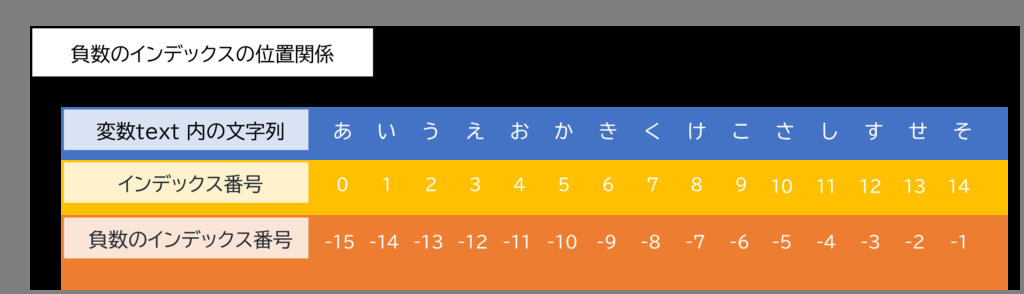 負数のインデックスの位置関係
変数text 内の文字列 あ い う え お か き く け こ さ し す せ そ
インデックス番号 0 1 2 3 4 5 6 7 8 9 10 11 12 13 14
負数のインデックス番号 -15 -14 -13 -12 -11 -10 -9 -8 -7 -6 -5 -4 -3 -2 -1